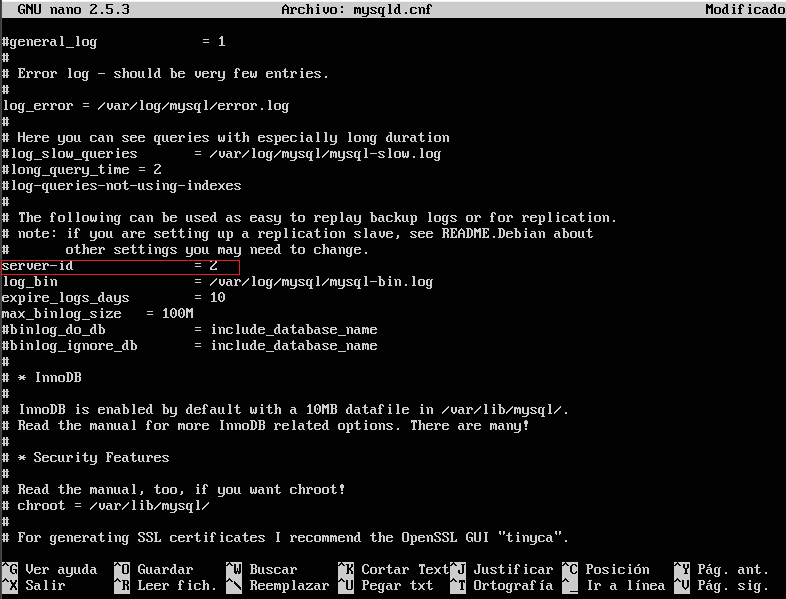 GNU nano 2.5.3 Archivo: mysqld.cnf Modificado
#general_log = 1
#
# Error log - should be very few entries.
#
log_error = /var/log/mysql/error.log
#
# Here you can see queries with especially long duration
#log_slow_queries = /var/log/mysql/mysql-slow.log
#long_query_time = 2
#log-queries-not-using-indexes
#
# The following can be used as easy to replay backup logs or for replication.
# note: if you are setting up a replication slave, see README.Debian about
# other settings you may need to change.
server-id = 2
log_bin = /var/log/mysql/mysql-bin.log
expire_logs_days = 10
max_binlog_size = 100M
#binlog_do_db = include_database_name
#binlog_ignore_db = include_database_name
#
# * InnoDB
#
# InnoDB is enabled by default with a 10MB datafile in /var/lib/mysql/.
# Read the manual for more InnoDB related options. There are many!
#
# * Security Features
#
# Read the manual, too, if you want chroot!
# chroot = /var/lib/mysql/
#
# For generating SSL certificates I recommend the OpenSSL GUI "tinyca".
^G Ver ayuda ^O Guardar ^W Buscar ^K Cortar Text ^J Justificar ^C Posición ^Y Pág. ant.
^X Salir ^R Leer fich. ^\ Reemplazar ^U Pegar txt ^T Ortografía ^_ Ir a línea ^V Pág. sig.